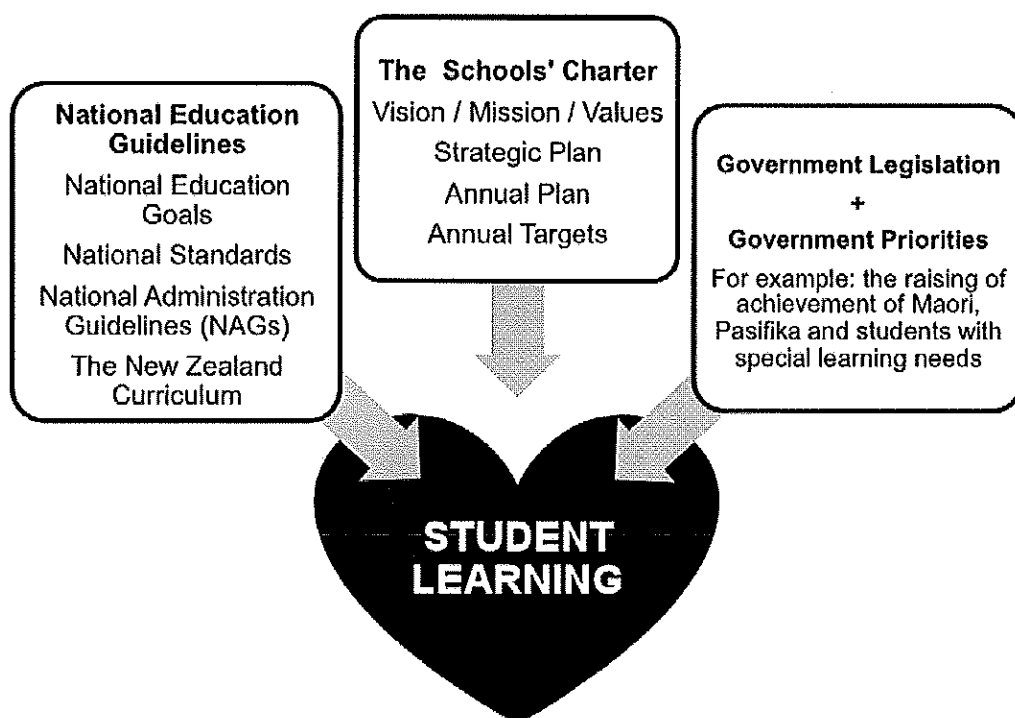 National Education
Guidelines
National Education
Goals
National Standards
National Administration
Guidelines (NAGs)
The New Zealand
Curriculum
The Schools' Charter
Vision / Mission / Values
Strategic Plan
Annual Plan
Annual Targets
Government Legislation
+
Government Priorities
For example: the raising of
achievement of Maori,
Pasifika and students with
special learning needs
STUDENT
LEARNING